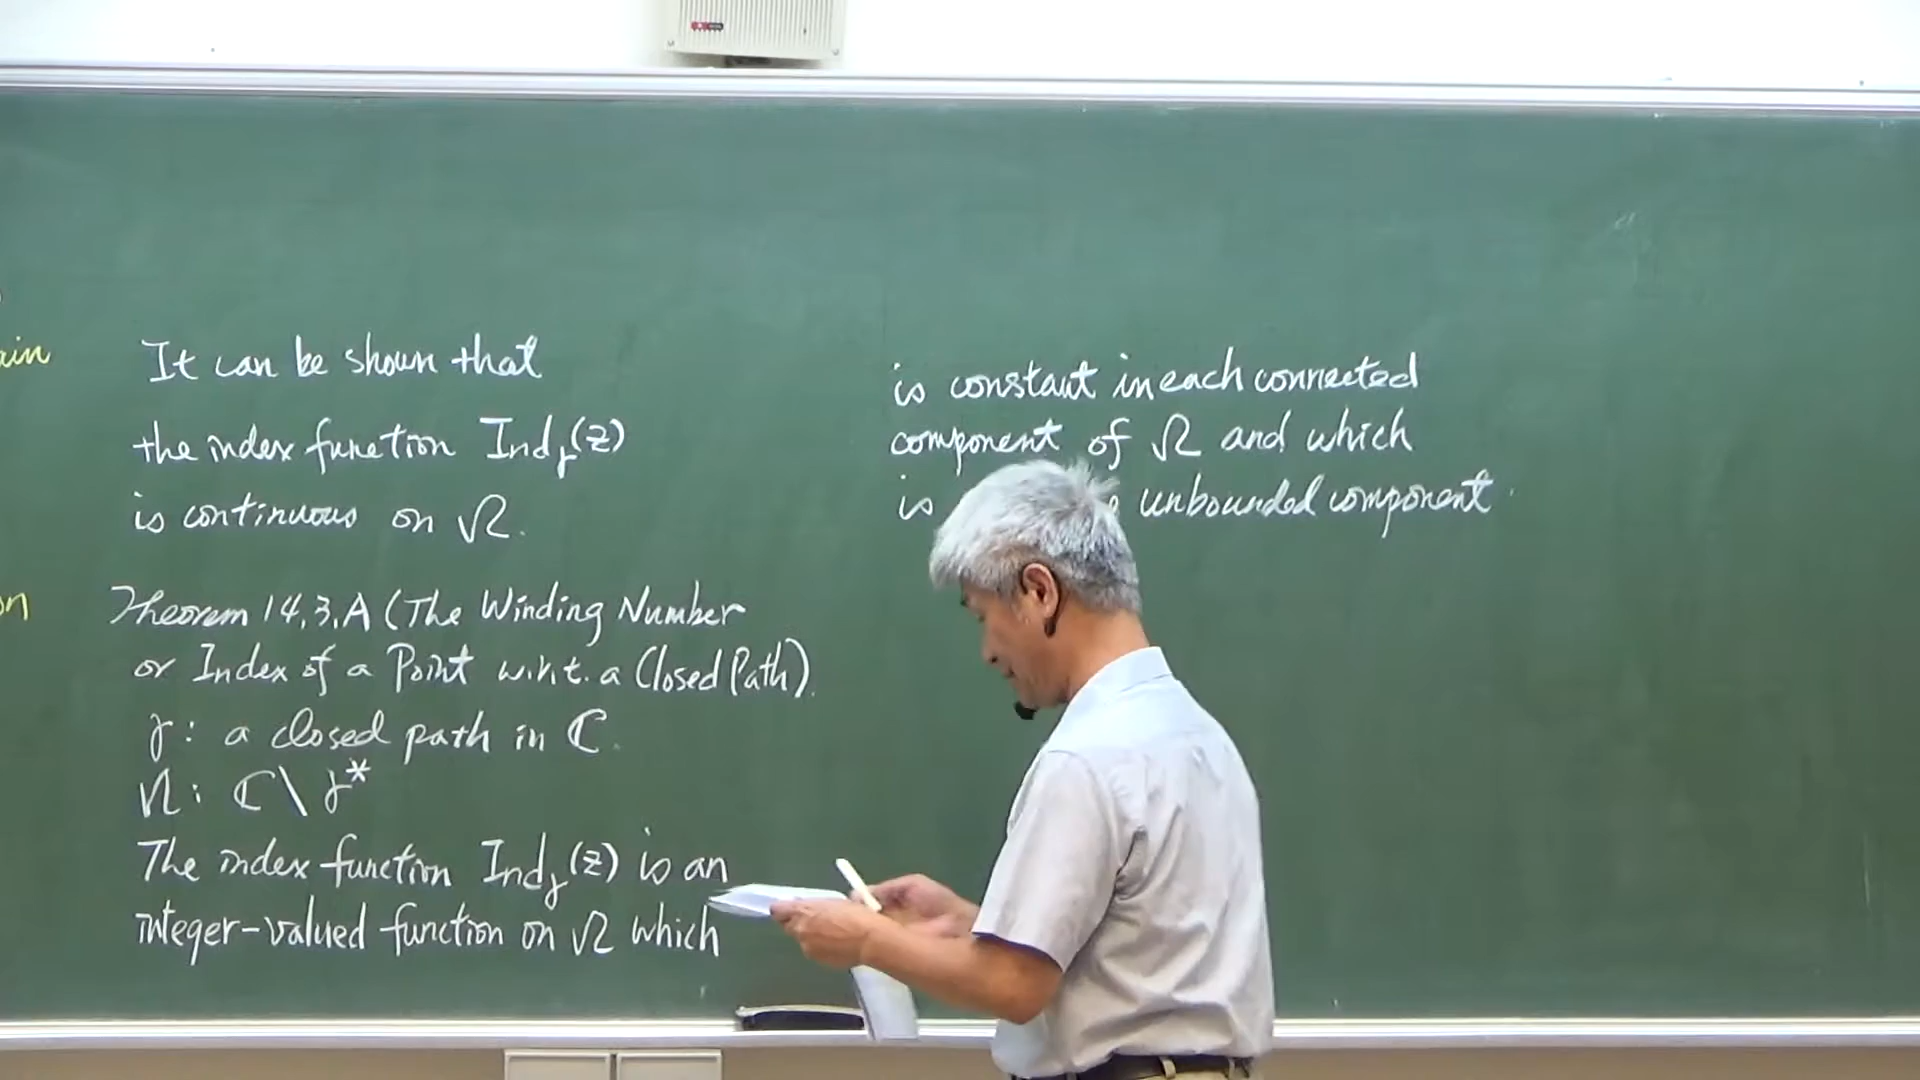 It can be shown that
the index function Ind_γ(z)
is continuous on Ω.
Theorem 14.3.A (The Winding Number
or Index of a Point w.r.t. a Closed Path).
γ: a closed path in ℂ.
Ω: ℂ\γ*
The index function Ind_γ(z) is an
integer-valued function on Ω which
is constant in each connected
component of Ω and which
is unbounded component